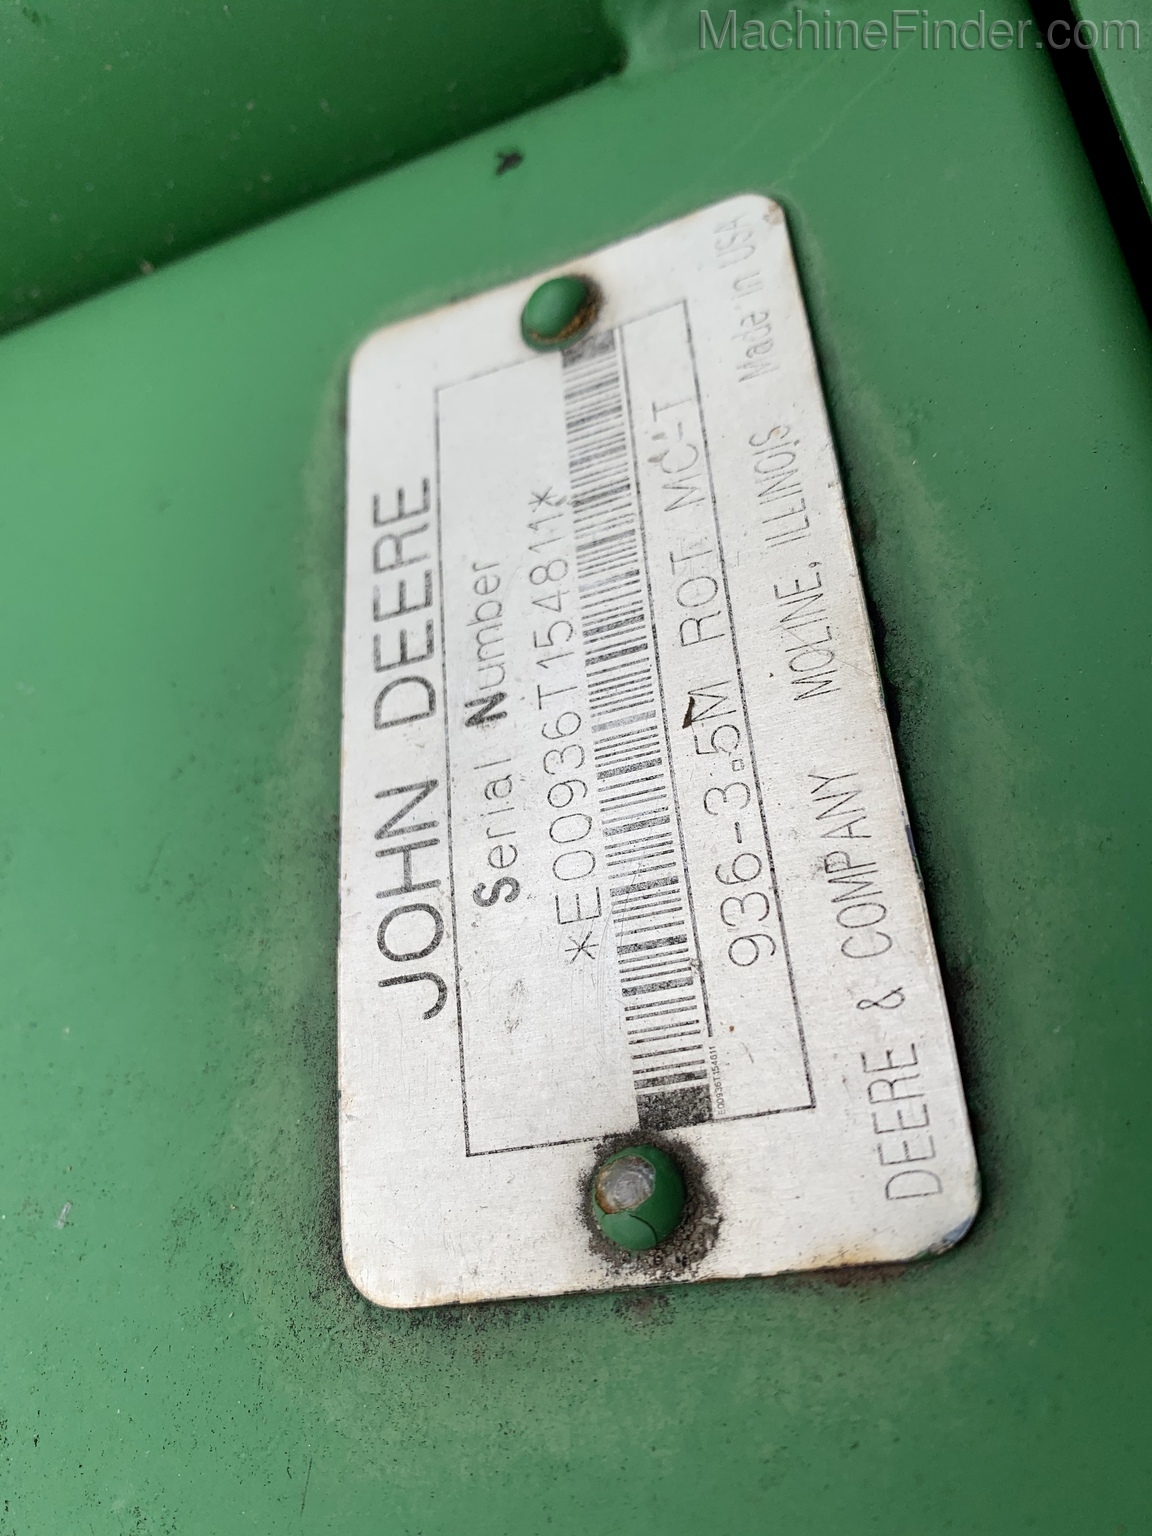 MachineFinder.com
JOHN DEERE
Serial Number
*E00936T154811*
E00936T154811
936-3.5M ROT MC-T
DEERE & COMPANY MOLINE, ILLINOIS Made in USA